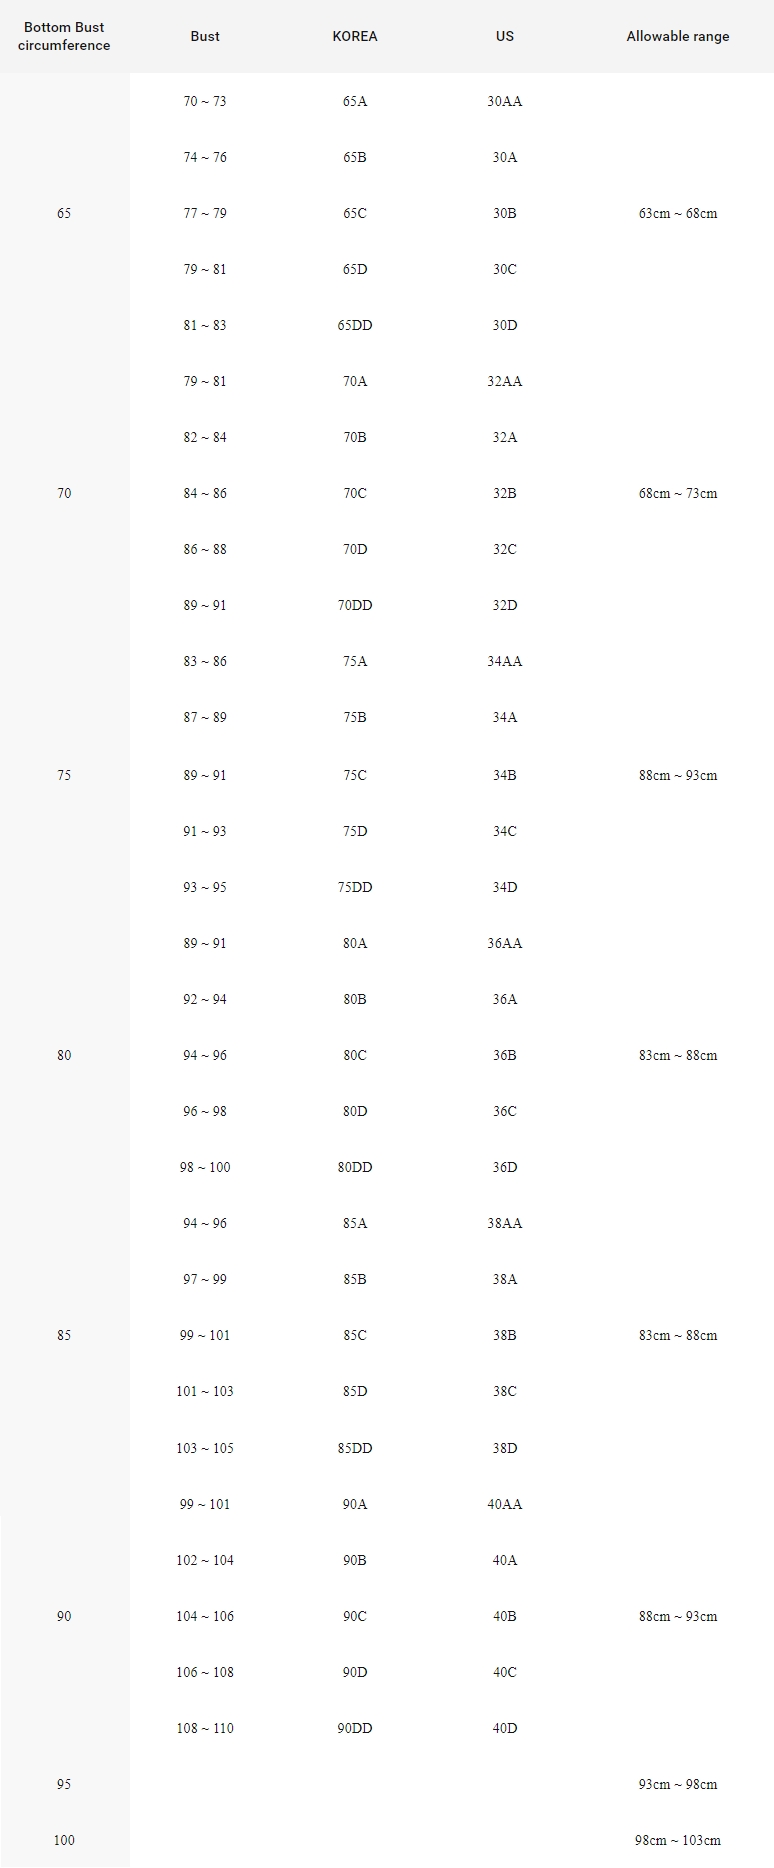 Bottom Bust circumference Bust KOREA US Allowable range
70 ~ 73 65A 30AA
74 ~ 76 65B 30A
65 77 ~ 79 65C 30B 63cm ~ 68cm
79 ~ 81 65D 30C
81 ~ 83 65DD 30D
79 ~ 81 70A 32AA
82 ~ 84 70B 32A
70 84 ~ 86 70C 32B 68cm ~ 73cm
86 ~ 88 70D 32C
89 ~ 91 70DD 32D
83 ~ 86 75A 34AA
87 ~ 89 75B 34A
75 89 ~ 91 75C 34B 88cm ~ 93cm
91 ~ 93 75D 34C
93 ~ 95 75DD 34D
89 ~ 91 80A 36AA
92 ~ 94 80B 36A
80 94 ~ 96 80C 36B 83cm ~ 88cm
96 ~ 98 80D 36C
98 ~ 100 80DD 36D
94 ~ 96 85A 38AA
97 ~ 99 85B 38A
85 99 ~ 101 85C 38B 83cm ~ 88cm
101 ~ 103 85D 38C
103 ~ 105 85DD 38D
99 ~ 101 90A 40AA
102 ~ 104 90B 40A
90 104 ~ 106 90C 40B 88cm ~ 93cm
106 ~ 108 90D 40C
108 ~ 110 90DD 40D
95 93cm ~ 98cm
100 98cm ~ 103cm